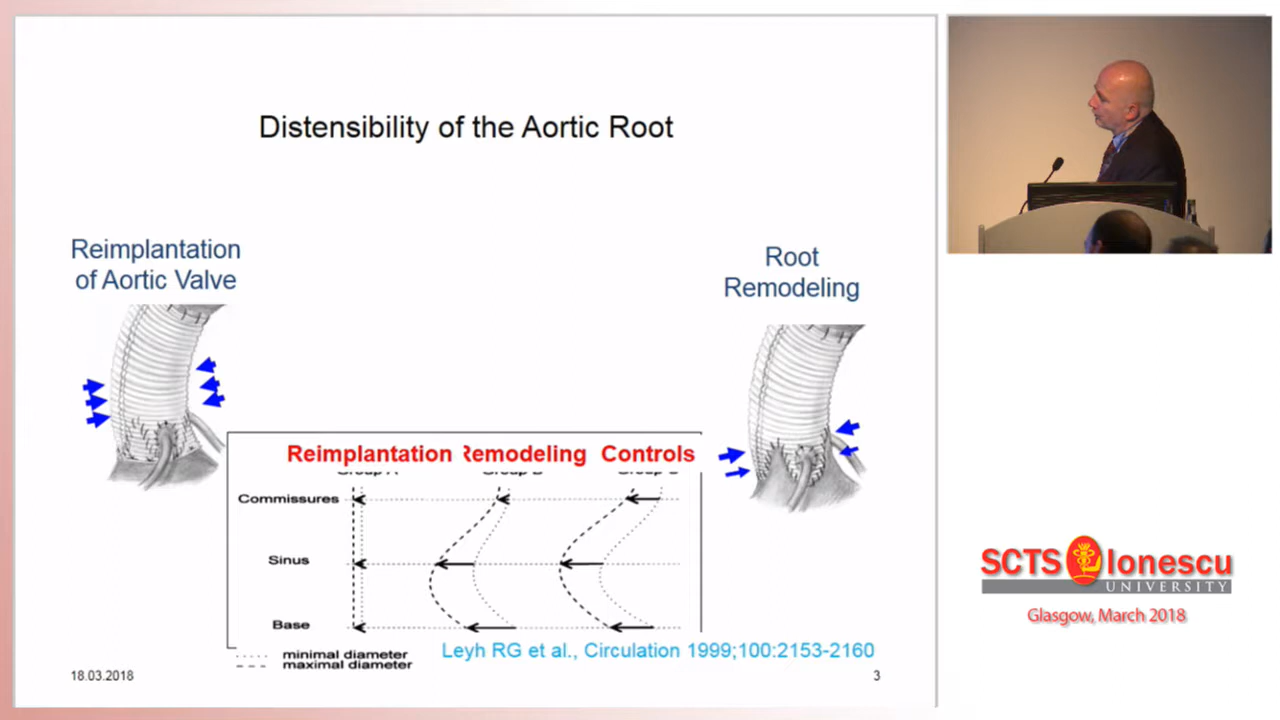 Distensibility of the Aortic Root
Reimplantation
of Aortic Valve
Root
Remodeling
Reimplantation Remodeling Controls
Commissures
Sinus
Base
minimal diameter
maximal diameter
Leyh RG et al., Circulation 1999;100:2153-2160
18.03.2018
3
SCTS Ionescu
UNIVERSITY
Glasgow, March 2018